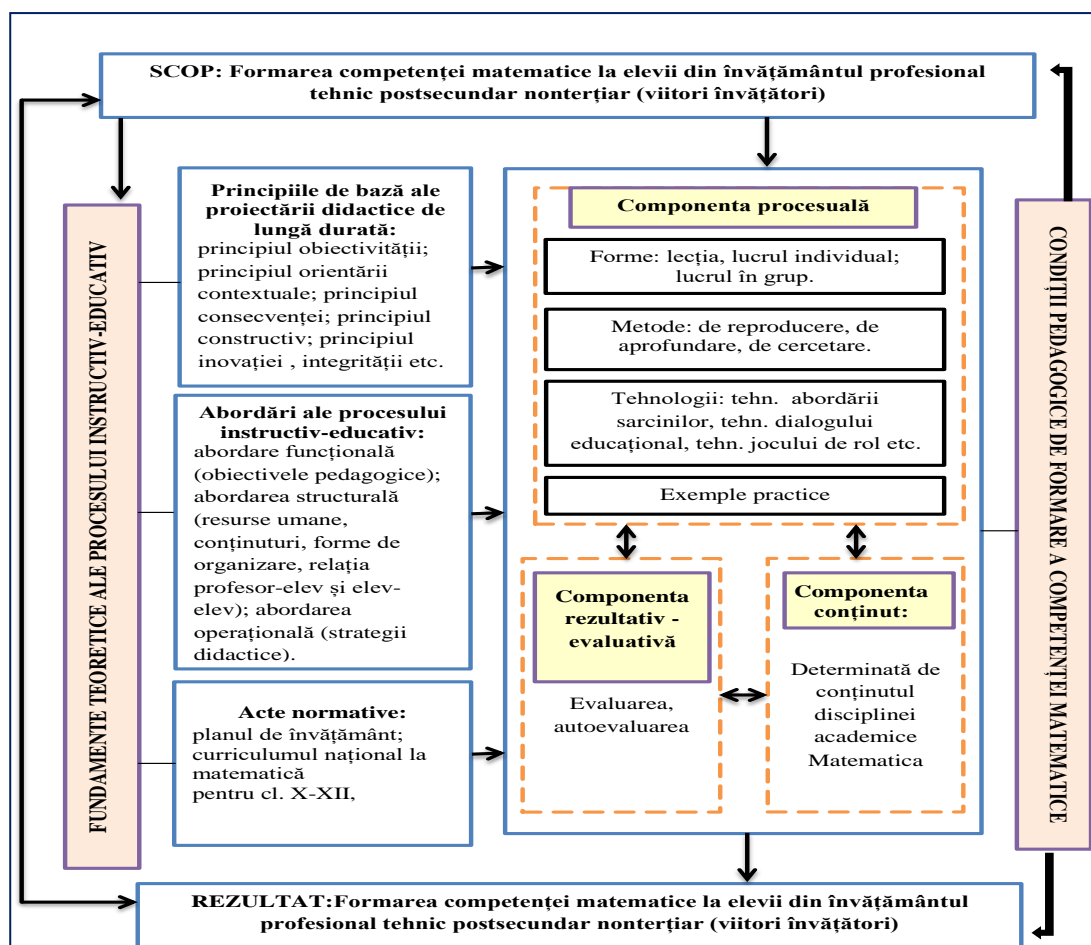 SCOP: Formarea competenței matematice la elevii din învățământul profesional
tehnic postsecundar nonterțiar (viitori învățători)
FUNDAMENTE TEORETICE ALE PROCESULUI INSTRUCTIV-EDUCATIV
Principiile de bază ale
proiectării didactice de
lungă durată:
principiul obiectivității;
principiul orientării
contextuale; principiul
consecvenței; principiul
constructiv; principiul
inovației , integrității etc.
Abordări ale procesului
instructiv-educativ:
abordare funcțională
(obiectivele pedagogice);
abordarea structurală
(resurse umane,
conținuturi, forme de
organizare, relația
profesor-elev și elev-
elev); abordarea
operațională (strategii
didactice).
Acte normative:
planul de învățământ;
curriculumul național la
matematică
pentru cl. X-XII,
Componenta procesuală
Forme: lecția, lucrul individual;
lucrul în grup.
Metode: de reproducere, de
aprofundare, de cercetare.
Tehnologii: tehn. abordării
sarcinilor, tehn. dialogului
educațional, tehn. jocului de rol etc.
Exemple practice
Componenta
rezultativ -
evaluativă
Evaluarea,
autoevaluarea
Componenta
conținut:
Determinată de
conținutul
disciplinei
academice
Matematica
CONDIȚII PEDAGOGICE DE FORMARE A COMPETENȚEI MATEMATICE
REZULTAT:Formarea competenței matematice la elevii din învățământul
profesional tehnic postsecundar nonterțiar (viitori învățători)